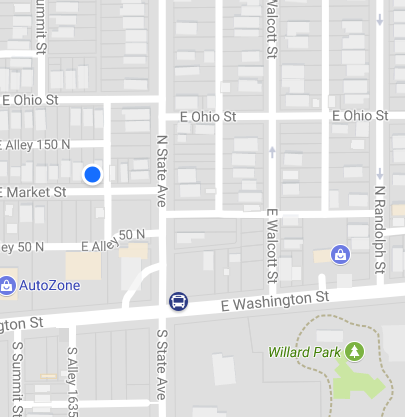 Summit St
Walcott St
E Ohio St
E Ohio St
E Ohio St
E Alley 150 N
N State Ave
E Market St
N Randolph St
E Walcott St
ey 50 N
E Alley 50 N
AutoZone
E Washington St
gton St
S Summit St
S Alley 1635
S State Ave
Willard Park